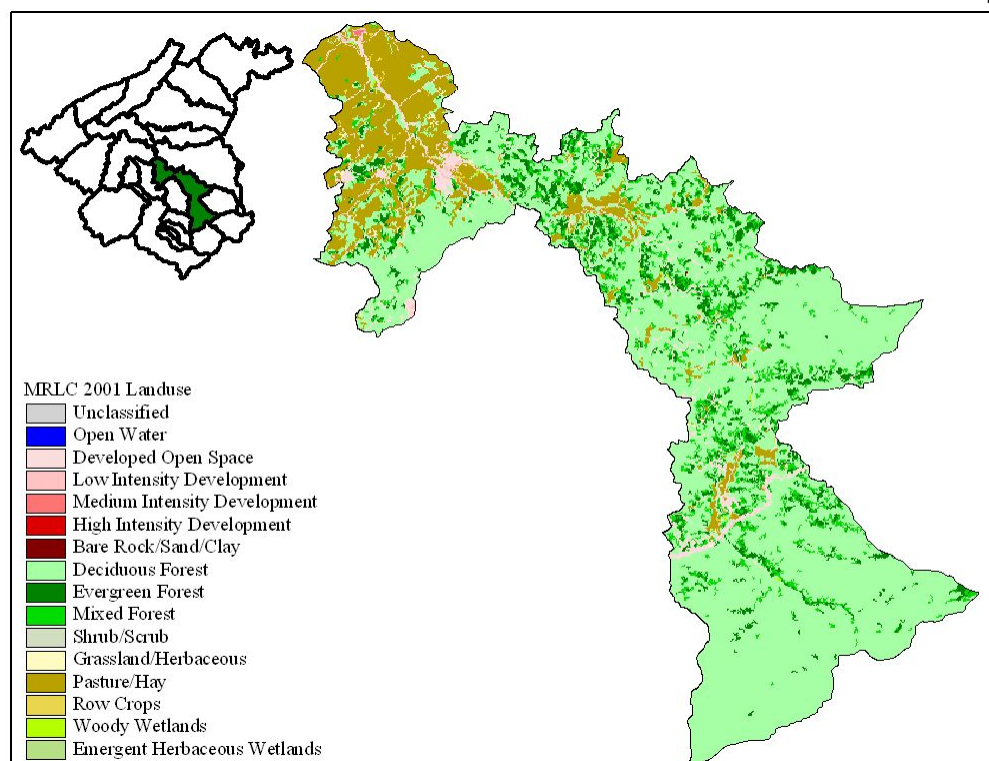 MRLC 2001 Landuse
Unclassified
Open Water
Developed Open Space
Low Intensity Development
Medium Intensity Development
High Intensity Development
Bare Rock/Sand/Clay
Deciduous Forest
Evergreen Forest
Mixed Forest
Shrub/Scrub
Grassland/Herbaceous
Pasture/Hay
Row Crops
Woody Wetlands
Emergent Herbaceous Wetlands